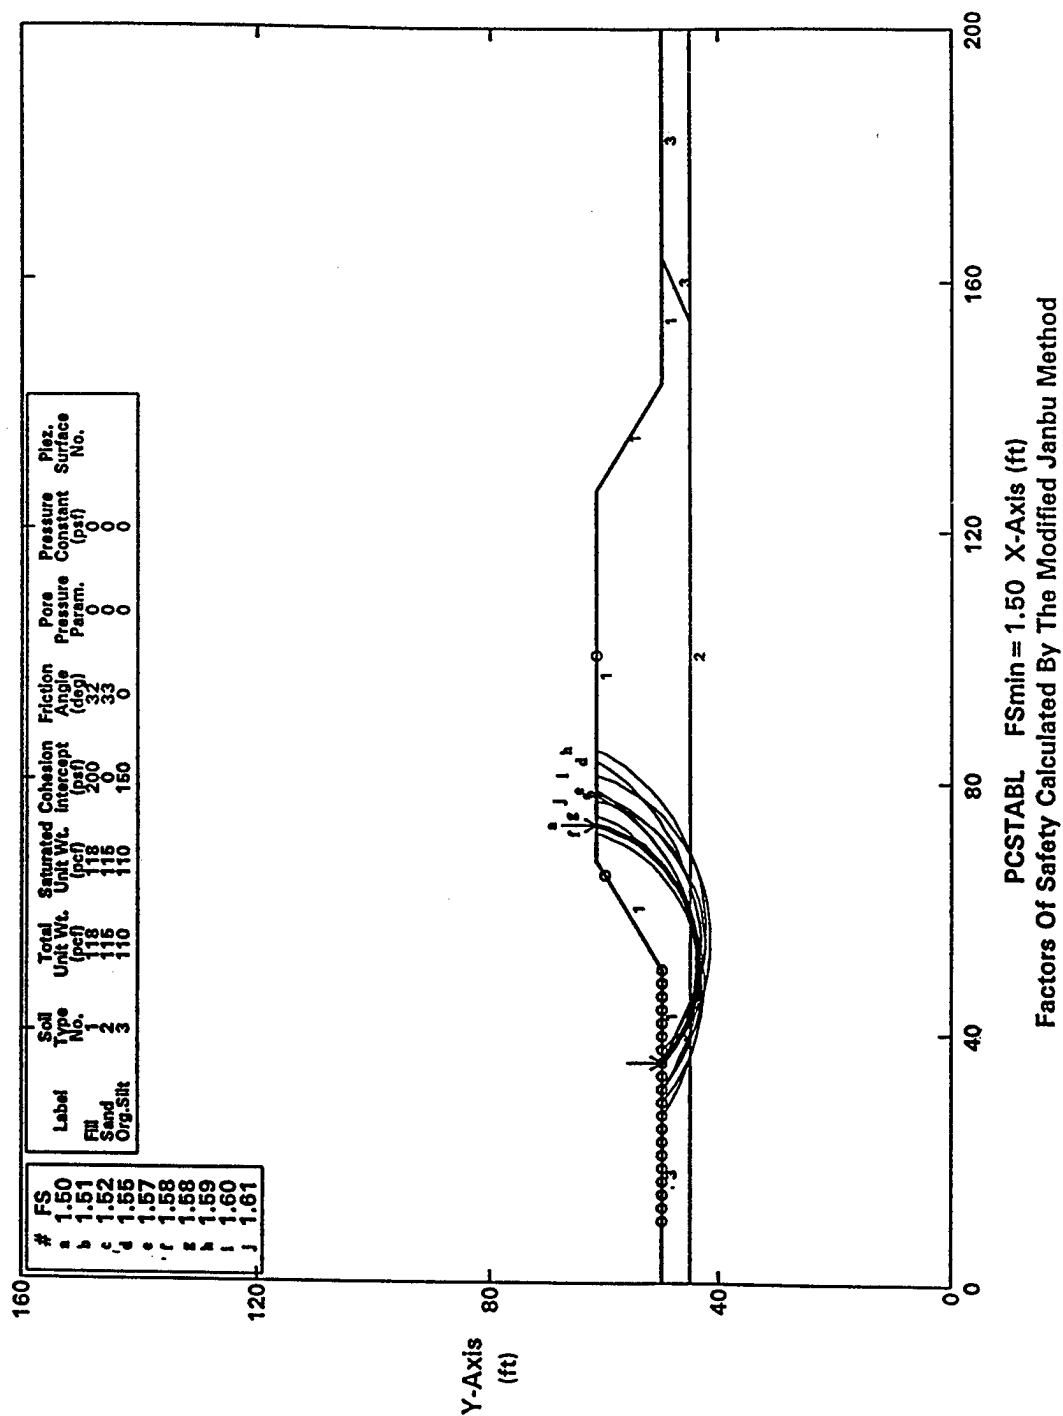 # FS
a 1.50
b 1.51
c 1.52
d 1.55
e 1.57
f 1.58
g 1.58
h 1.59
i 1.60
j 1.61
Label Soil Type No. Total Unit Wt. (pcf) Saturated Unit Wt. (pcf) Cohesion Intercept (psf) Friction Angle (deg) Pore Pressure Param. Pressure Constant (psf) Piez. Surface No.
Fill 1 118 118 200 32 0 0
Sand 2 115 115 0 33 0 0
Org.Silt 3 110 110 150 0 0 0
160
120
80
40
0
Y-Axis
(ft)
a
f g
j
e
i
d
h
1
1
1
1
1
3
3
3
2
0
40
80
120
160
200
PCSTABL FSmin=1.50 X-Axis (ft)
Factors Of Safety Calculated By The Modified Janbu Method